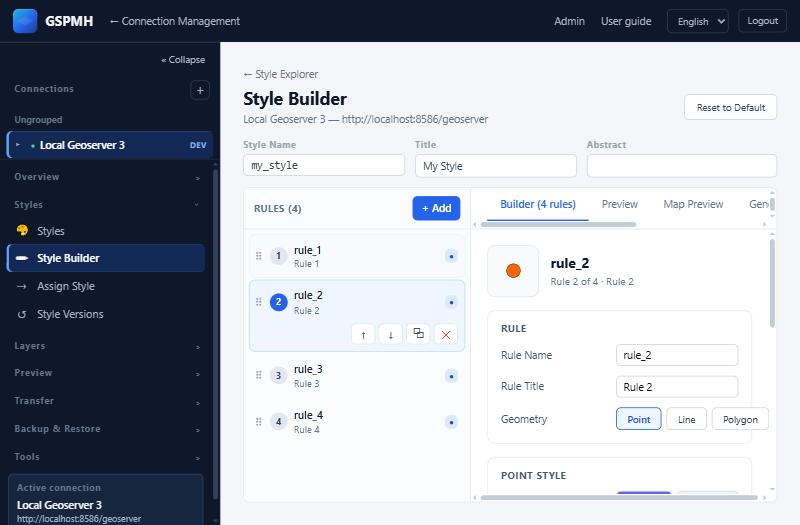 GSPMH
← Connection Management
Admin
User guide
English
Logout
« Collapse
Connections
+
Ungrouped
Local Geoserver 3
DEV
Overview
Styles
Styles
Style Builder
Assign Style
Style Versions
Layers
Preview
Transfer
Backup & Restore
Tools
Active connection
Local Geoserver 3
http://localhost:8586/geoserver
← Style Explorer
Style Builder
Local Geoserver 3 — http://localhost:8586/geoserver
Reset to Default
Style Name
Title
Abstract
my_style
My Style
RULES (4)
+ Add
1
rule_1
Rule 1
2
rule_2
Rule 2
3
rule_3
Rule 3
4
rule_4
Rule 4
Builder (4 rules)
Preview
Map Preview
rule_2
Rule 2 of 4 · Rule 2
RULE
Rule Name
rule_2
Rule Title
Rule 2
Geometry
Point
Line
Polygon
POINT STYLE